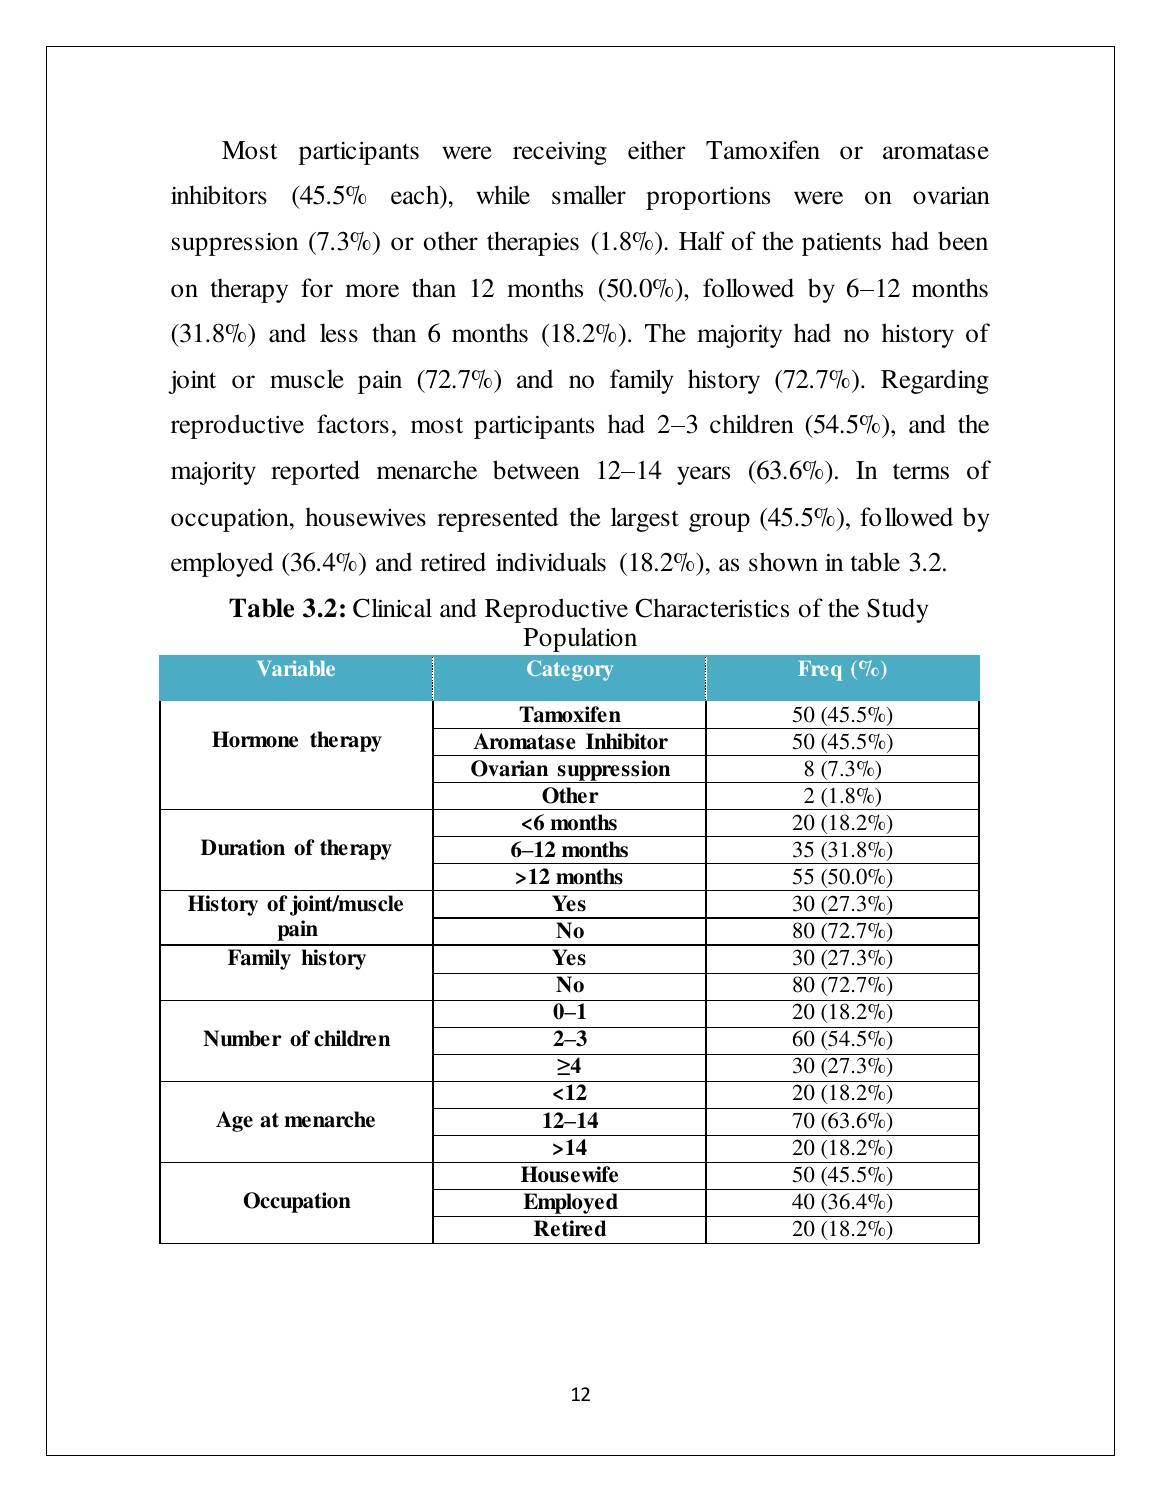 Most participants were receiving either Tamoxifen or aromatase
inhibitors (45.5% each), while smaller proportions were on ovarian
suppression (7.3%) or other therapies (1.8%). Half of the patients had been
on therapy for more than 12 months (50.0%), followed by 6–12 months
(31.8%) and less than 6 months (18.2%). The majority had no history of
joint or muscle pain (72.7%) and no family history (72.7%). Regarding
reproductive factors, most participants had 2–3 children (54.5%), and the
majority reported menarche between 12–14 years (63.6%). In terms of
occupation, housewives represented the largest group (45.5%), followed by
employed (36.4%) and retired individuals (18.2%), as shown in table 3.2.
Table 3.2: Clinical and Reproductive Characteristics of the Study
Population
Variable Category Freq (%)
Hormone therapy Tamoxifen 50 (45.5%)
Aromatase Inhibitor 50 (45.5%)
Ovarian suppression 8 (7.3%)
Other 2 (1.8%)
Duration of therapy <6 months 20 (18.2%)
6–12 months 35 (31.8%)
>12 months 55 (50.0%)
History of joint/muscle Yes 30 (27.3%)
pain No 80 (72.7%)
Family history Yes 30 (27.3%)
No 80 (72.7%)
Number of children 0–1 20 (18.2%)
2–3 60 (54.5%)
≥4 30 (27.3%)
Age at menarche <12 20 (18.2%)
12–14 70 (63.6%)
>14 20 (18.2%)
Occupation Housewife 50 (45.5%)
Employed 40 (36.4%)
Retired 20 (18.2%)
12